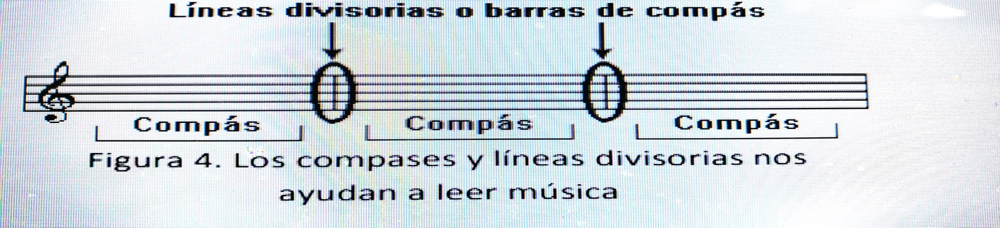 Líneas divisorias o barras de compás
Compás Compás Compás
Figura 4. Los compases y líneas divisorias nos
ayudan a leer música